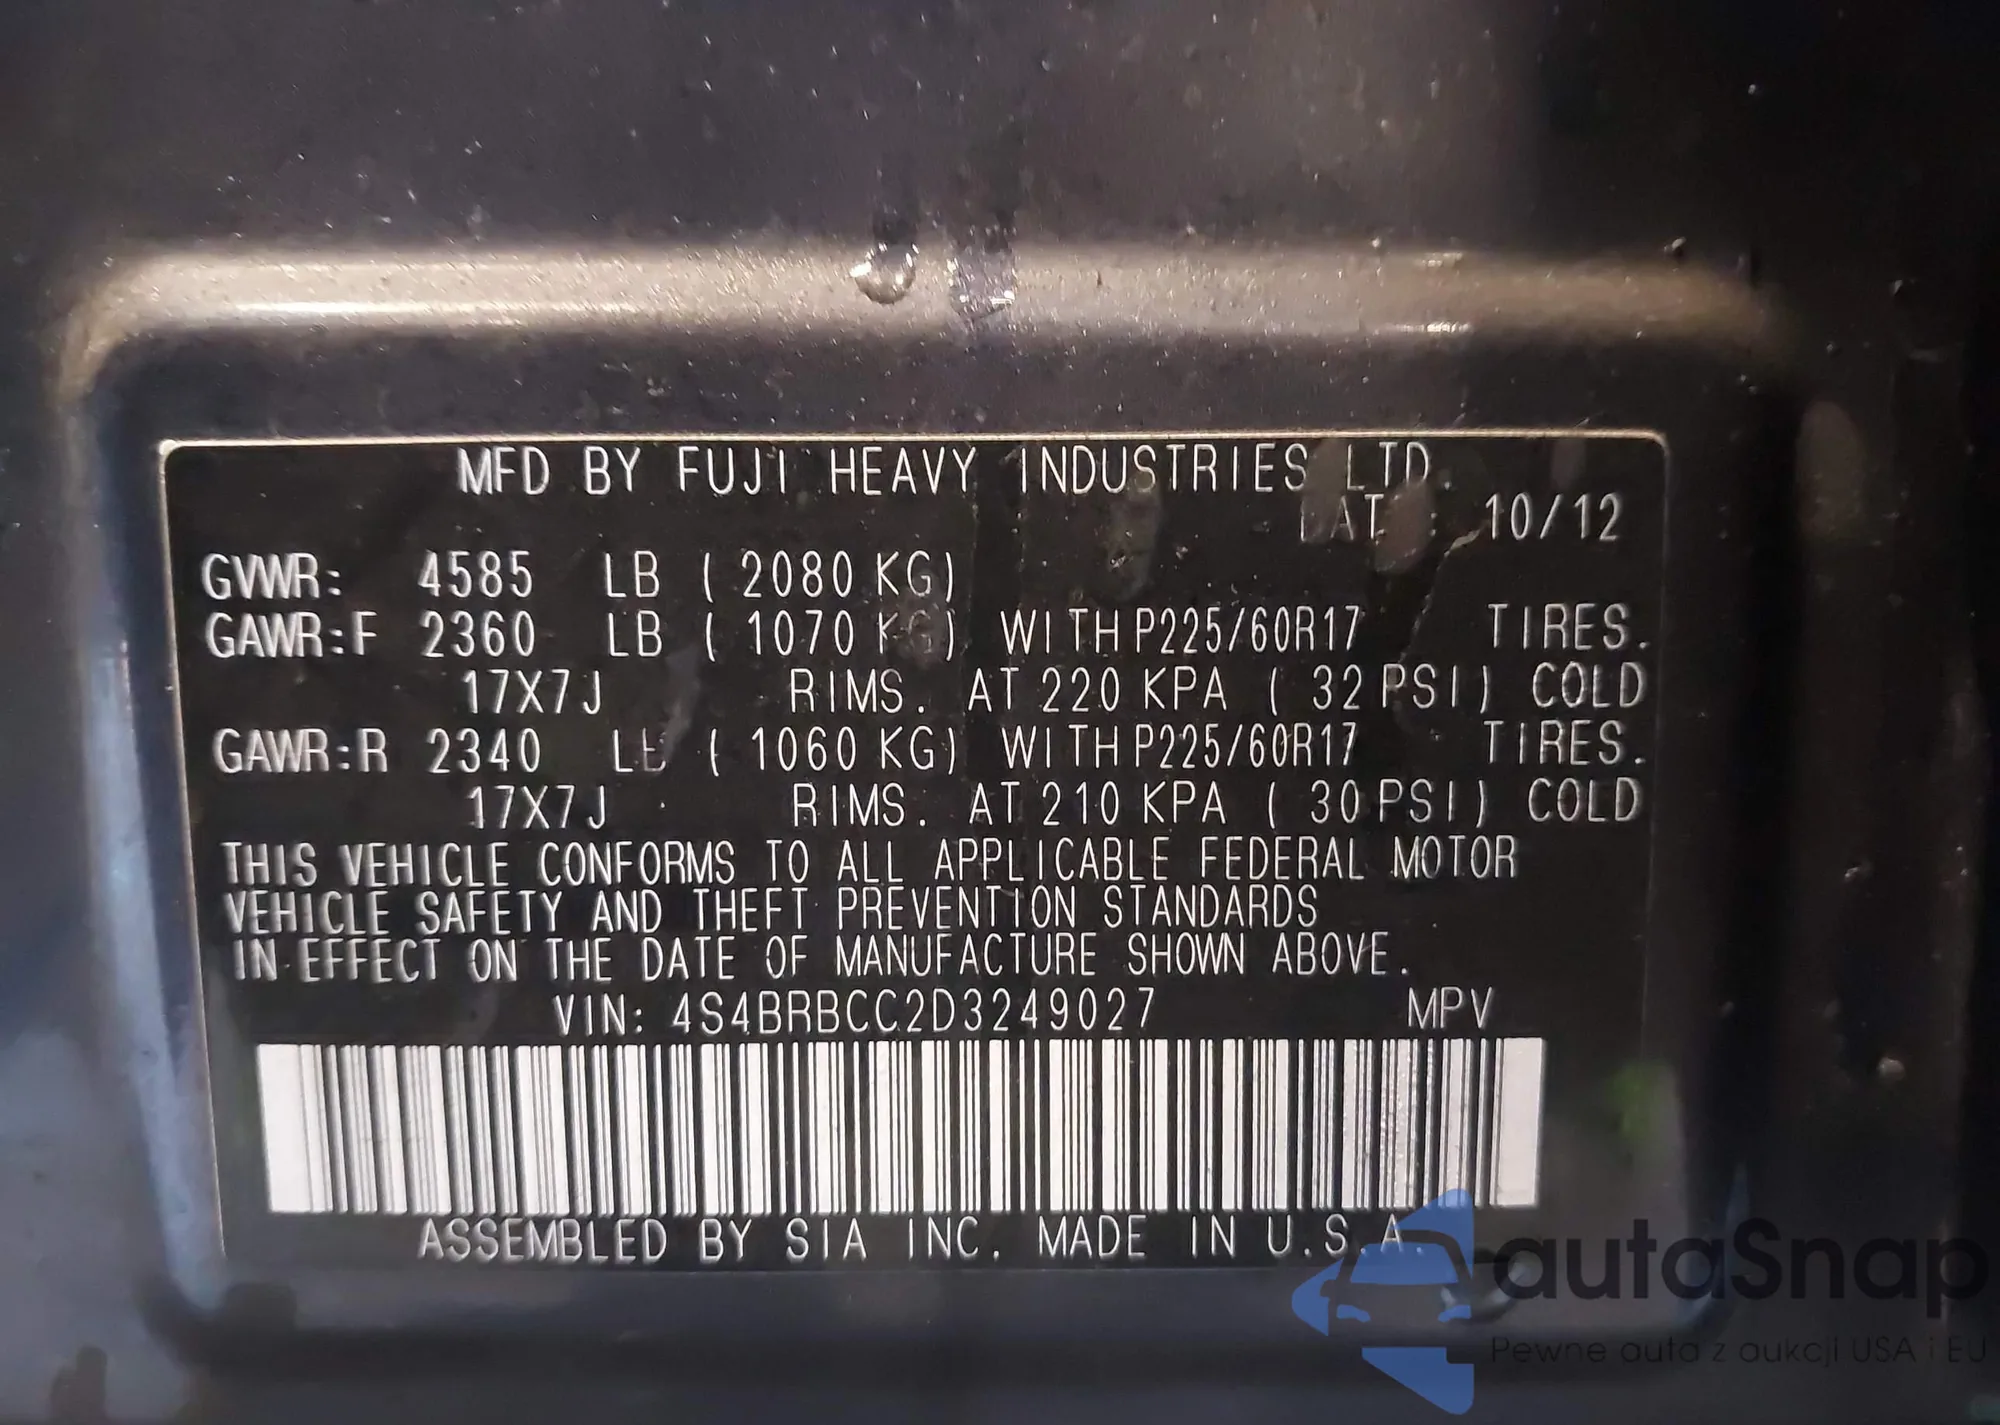 MFD BY FUJI HEAVY INDUSTRIES LTD.
10/12
GVWR: 4585 LB ( 2080 KG)
GAWR:F 2360 LB ( 1070 KG) WITH P225/60R17 TIRES.
17X7J RIMS. AT 220 KPA ( 32 PSI) COLD
GAWR:R 2340 LB ( 1060 KG) WITH P225/60R17 TIRES.
17X7J RIMS. AT 210 KPA ( 30 PSI) COLD
THIS VEHICLE CONFORMS TO ALL APPLICABLE FEDERAL MOTOR
VEHICLE SAFETY AND THEFT PREVENTION STANDARDS
IN EFFECT ON THE DATE OF MANUFACTURE SHOWN ABOVE.
VIN: 4S4BRBCC2D3249027 MPV
ASSEMBLED BY SIA INC. MADE IN U.S.A.
autaSnap
Pewne auta z aukcji USA i EU